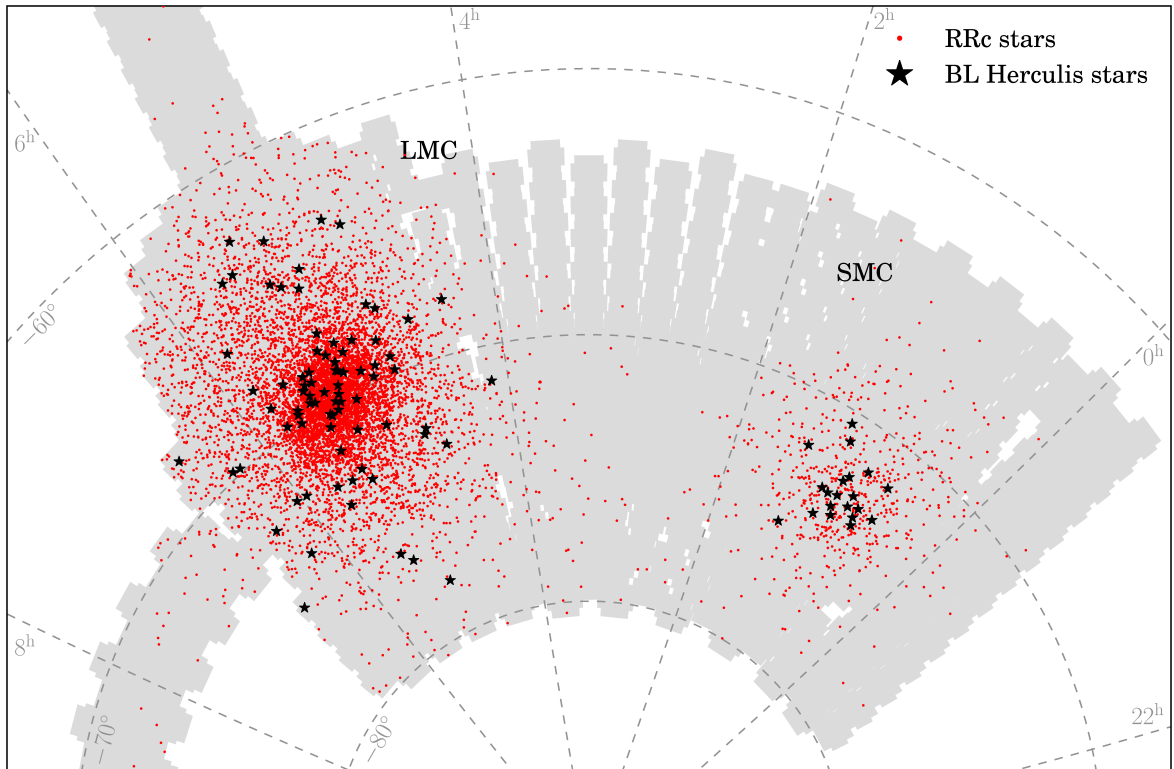 4h
2h
RRc stars
BL Herculis stars
6h
LMC
SMC
−60°
0h
8h
−70°
−80°
22h